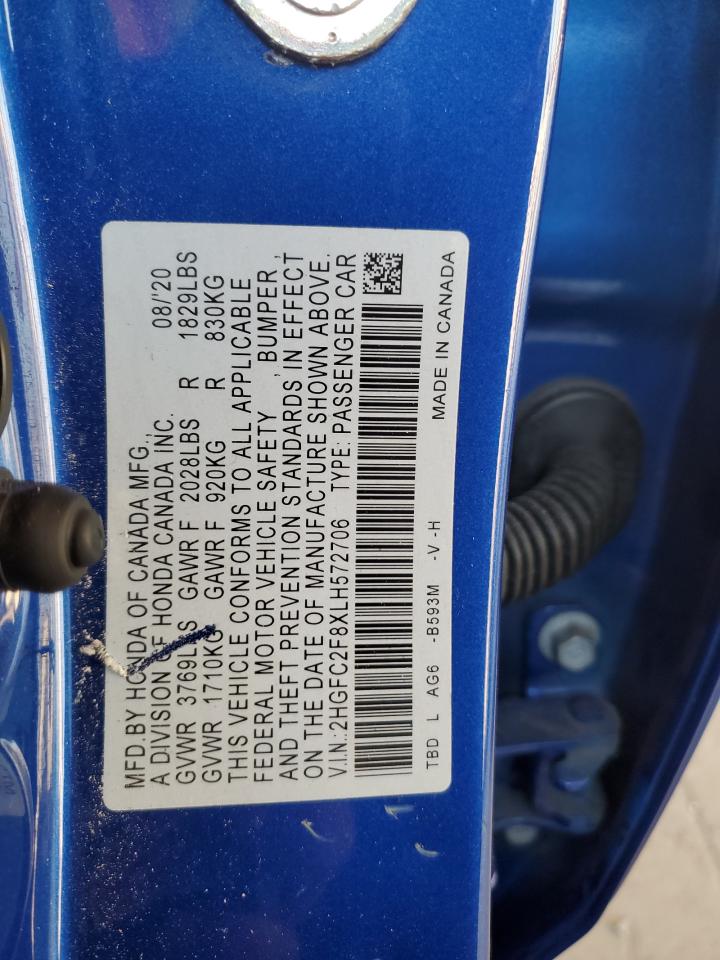 MFD.BY HONDA OF CANADA MFG., 08/'20
A DIVISION OF HONDA CANADA INC.
GVWR 3769LBS GAWR F 2028LBS R 1829LBS
GVWR 1710KG GAWR F 920KG R 830KG
THIS VEHICLE CONFORMS TO ALL APPLICABLE
FEDERAL MOTOR VEHICLE SAFETY , BUMPER ,
AND THEFT PREVENTION STANDARDS IN EFFECT
ON THE DATE OF MANUFACTURE SHOWN ABOVE.
V.I.N.:2HGFC2F8XLH572706 TYPE: PASSENGER CAR
TBD L AG6 -B593M -V -H MADE IN CANADA